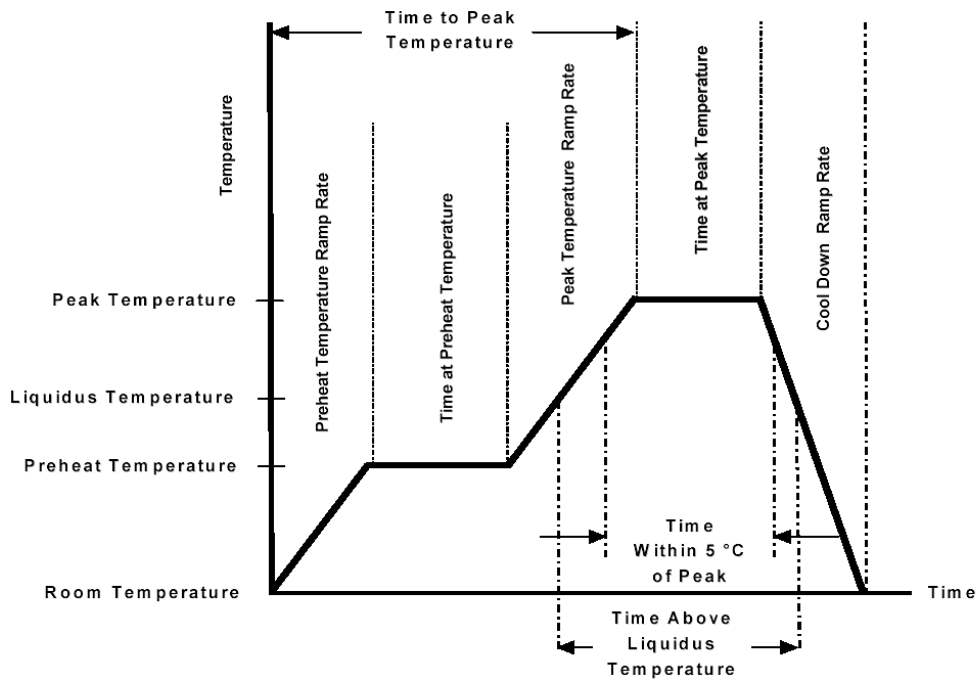 Time to Peak
Temperature
Temperature
Preheat Temperature Ramp Rate
Time at Preheat Temperature
Peak Temperature Ramp Rate
Time at Peak Temperature
Cool Down Ramp Rate
Peak Temperature
Liquidus Temperature
Preheat Temperature
Room Temperature
Time
Within 5 °C
of Peak
Time
Time Above
Liquidus
Temperature